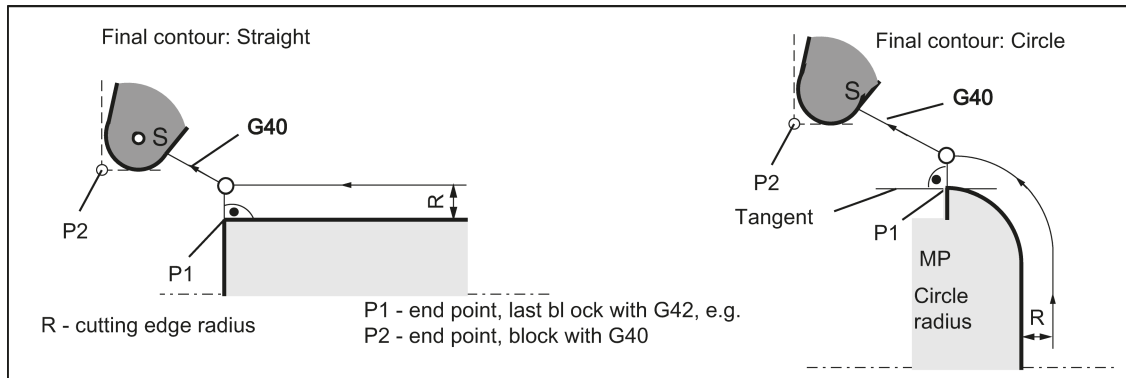 Final contour: Straight
S
G40
R
P2
P1
R - cutting edge radius
P1 - end point, last bl ock with G42, e.g.
P2 - end point, block with G40
Final contour: Circle
S
G40
P2
Tangent
P1
MP
Circle
radius
R